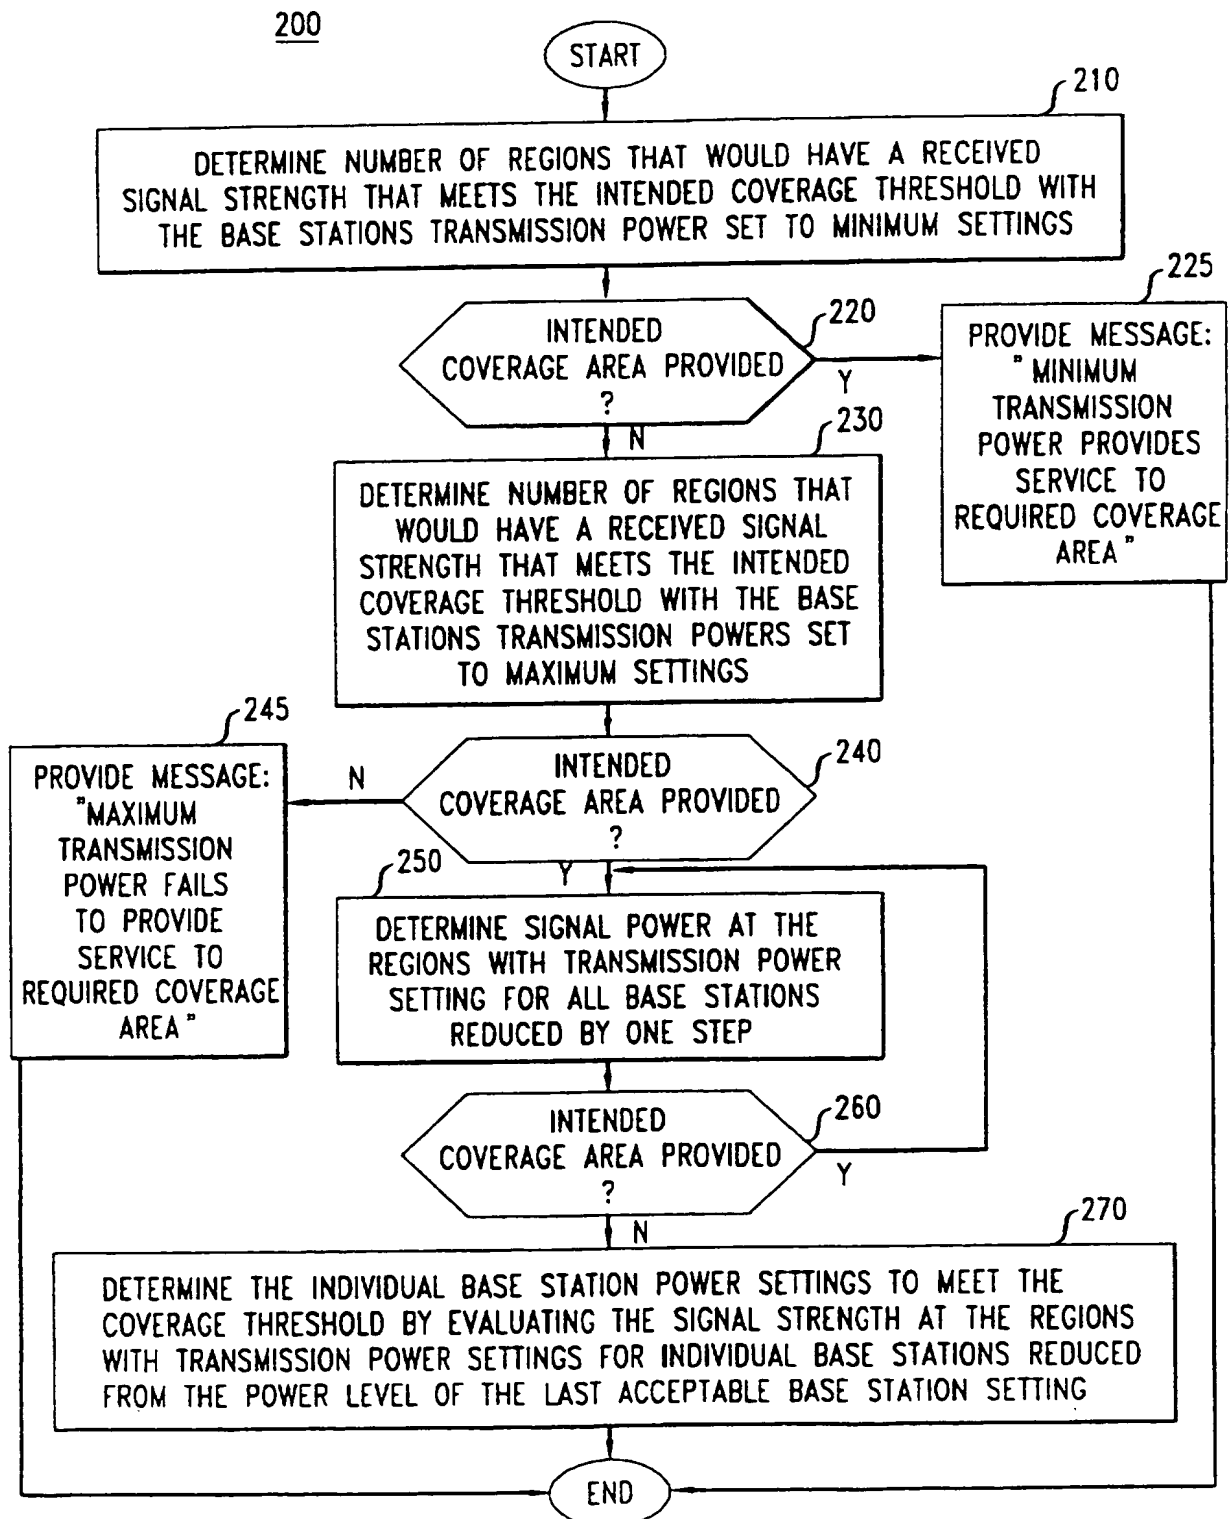 200
START
210
DETERMINE NUMBER OF REGIONS THAT WOULD HAVE A RECEIVED
SIGNAL STRENGTH THAT MEETS THE INTENDED COVERAGE THRESHOLD WITH
THE BASE STATIONS TRANSMISSION POWER SET TO MINIMUM SETTINGS
220
INTENDED
COVERAGE AREA PROVIDED
?
Y
N
225
PROVIDE MESSAGE:
"MINIMUM
TRANSMISSION
POWER PROVIDES
SERVICE TO
REQUIRED COVERAGE
AREA"
230
DETERMINE NUMBER OF REGIONS THAT
WOULD HAVE A RECEIVED SIGNAL
STRENGTH THAT MEETS THE INTENDED
COVERAGE THRESHOLD WITH THE BASE
STATIONS TRANSMISSION POWERS SET
TO MAXIMUM SETTINGS
240
INTENDED
COVERAGE AREA PROVIDED
?
N
Y
245
PROVIDE MESSAGE:
"MAXIMUM
TRANSMISSION
POWER FAILS
TO PROVIDE
SERVICE TO
REQUIRED COVERAGE
AREA"
250
DETERMINE SIGNAL POWER AT THE
REGIONS WITH TRANSMISSION POWER
SETTING FOR ALL BASE STATIONS
REDUCED BY ONE STEP
260
INTENDED
COVERAGE AREA PROVIDED
?
Y
N
270
DETERMINE THE INDIVIDUAL BASE STATION POWER SETTINGS TO MEET THE
COVERAGE THRESHOLD BY EVALUATING THE SIGNAL STRENGTH AT THE REGIONS
WITH TRANSMISSION POWER SETTINGS FOR INDIVIDUAL BASE STATIONS REDUCED
FROM THE POWER LEVEL OF THE LAST ACCEPTABLE BASE STATION SETTING
END